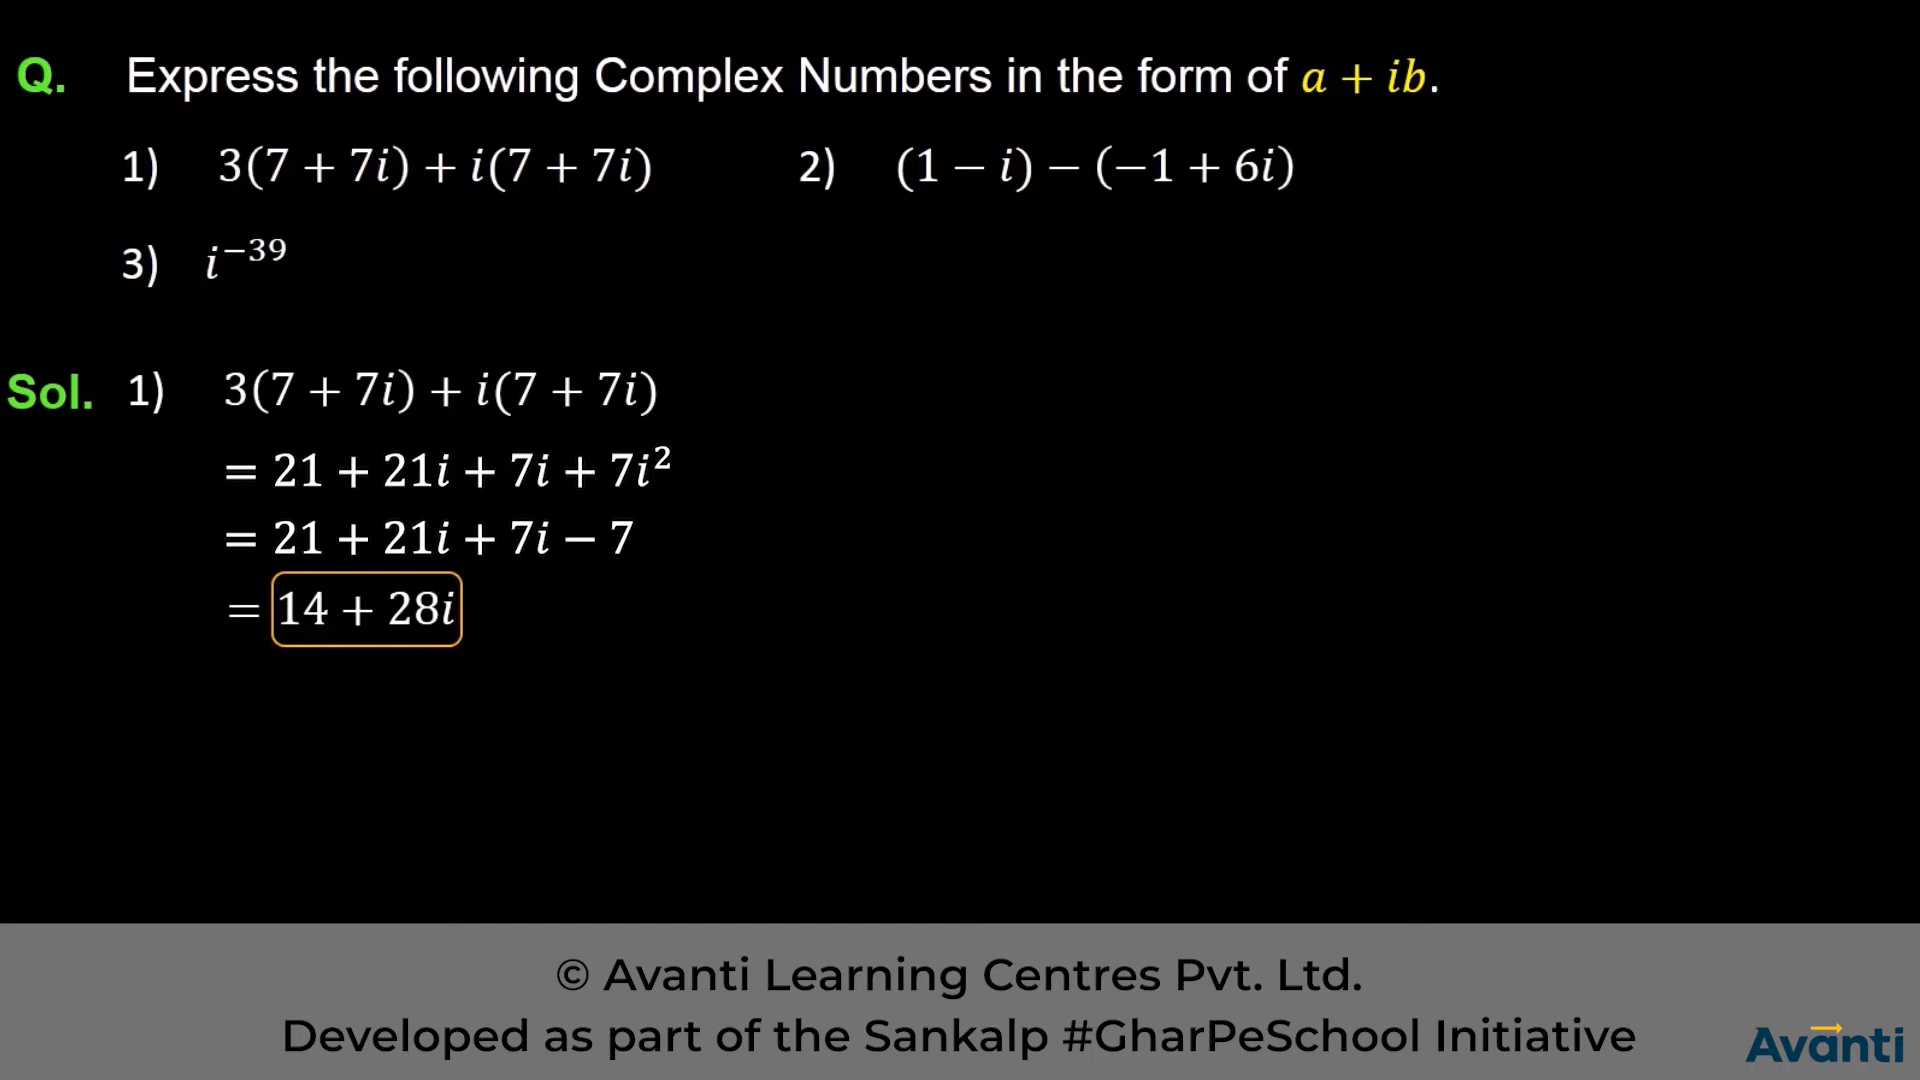 Q. Express the following Complex Numbers in the form of a + ib.
1) 3(7 + 7i) + i(7 + 7i) 2) (1 − i) − (−1 + 6i)
3) i⁻³⁹
Sol. 1) 3(7 + 7i) + i(7 + 7i)
= 21 + 21i + 7i + 7i²
= 21 + 21i + 7i − 7
= 14 + 28i
© Avanti Learning Centres Pvt. Ltd.
Developed as part of the Sankalp #GharPeSchool Initiative
Avanti